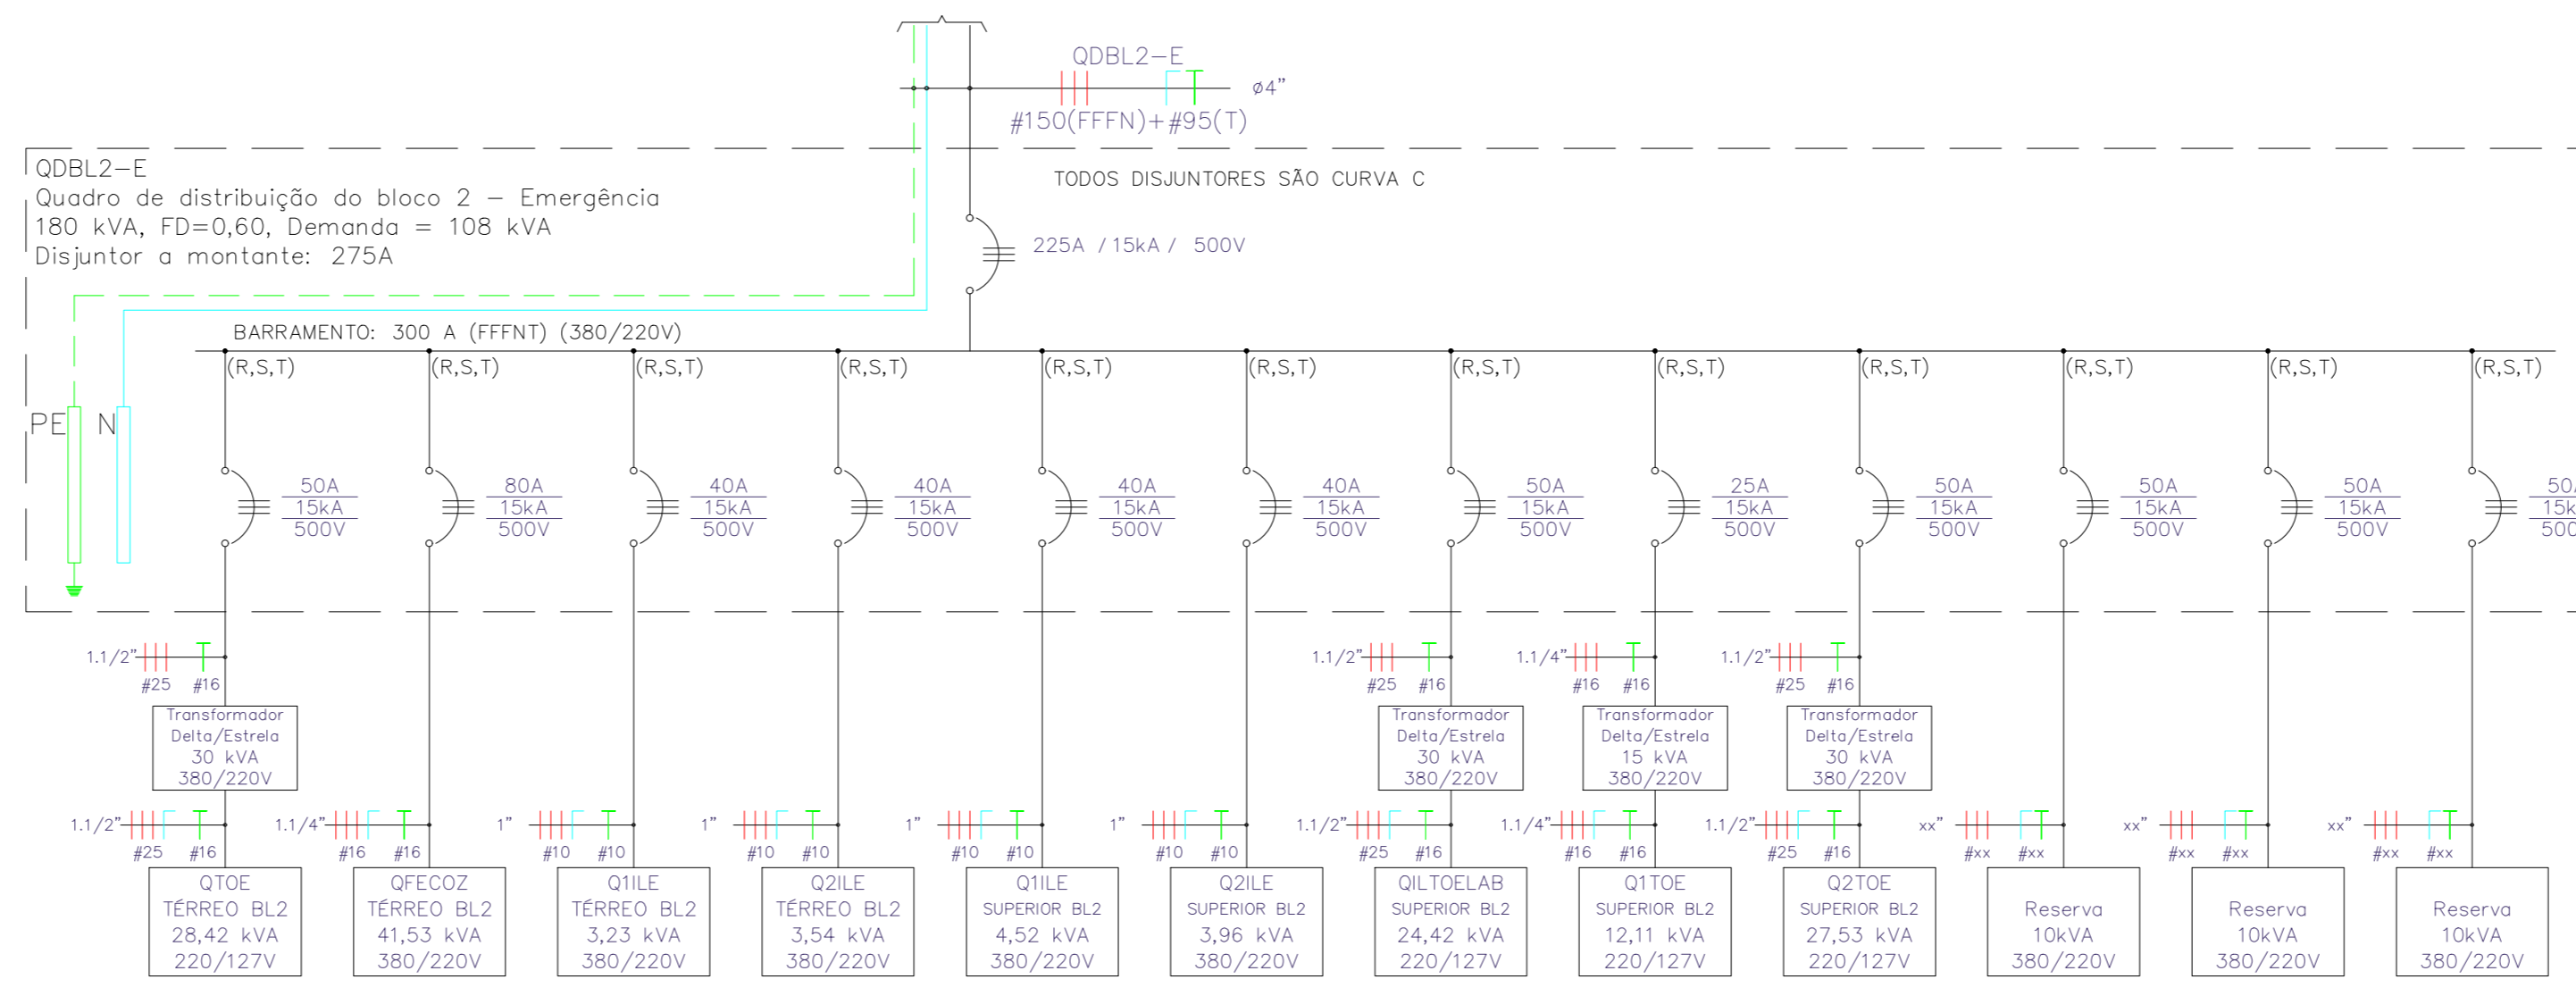 QDBL2-E
ø4"
#150(FFFN)+#95(T)
QDBL2-E
Quadro de distribuição do bloco 2 - Emergência
180 kVA, FD=0,60, Demanda = 108 kVA
Disjuntor a montante: 275A
TODOS DISJUNTORES SÃO CURVA C
225A /15kA/ 500V
BARRAMENTO: 300 A (FFFNT) (380/220V)
(R,S,T) (R,S,T) (R,S,T) (R,S,T) (R,S,T) (R,S,T) (R,S,T) (R,S,T) (R,S,T) (R,S,T) (R,S,T) (R,S,T)
PE N
50A 80A 40A 40A 40A 40A 50A 25A 50A 50A 50A
15kA 15kA 15kA 15kA 15kA 15kA 15kA 15kA 15kA 15kA 15kA
500V 500V 500V 500V 500V 500V 500V 500V 500V 500V 500V
1.1/2" 1.1/2" 1.1/4" 1.1/2"
#25 #16 #25 #16 #16 #16 #25 #16
Transformador Transformador Transformador Transformador
Delta/Estrela Delta/Estrela Delta/Estrela Delta/Estrela
30 kVA 30 kVA 15 kVA 30 kVA
380/220V 380/220V 380/220V 380/220V
1.1/2" 1.1/4" 1" 1" 1" 1" 1.1/2" 1.1/4" 1.1/2" xx" xx" xx"
#25 #16 #16 #16 #10 #10 #10 #10 #10 #10 #10 #10 #25 #16 #16 #16 #25 #16 #xx #xx #xx #xx #xx #xx
QTOE QFECOZ Q1ILE Q2ILE Q1ILE Q2ILE QILTOELAB Q1TOE Q2TOE
TÉRREO BL2 TÉRREO BL2 TÉRREO BL2 TÉRREO BL2 SUPERIOR BL2 SUPERIOR BL2 SUPERIOR BL2 SUPERIOR BL2 SUPERIOR BL2 Reserva Reserva Reserva
28,42 kVA 41,53 kVA 3,23 kVA 3,54 kVA 4,52 kVA 3,96 kVA 24,42 kVA 12,11 kVA 27,53 kVA 10kVA 10kVA 10kVA
220/127V 380/220V 380/220V 380/220V 380/220V 380/220V 220/127V 220/127V 220/127V 380/220V 380/220V 380/220V